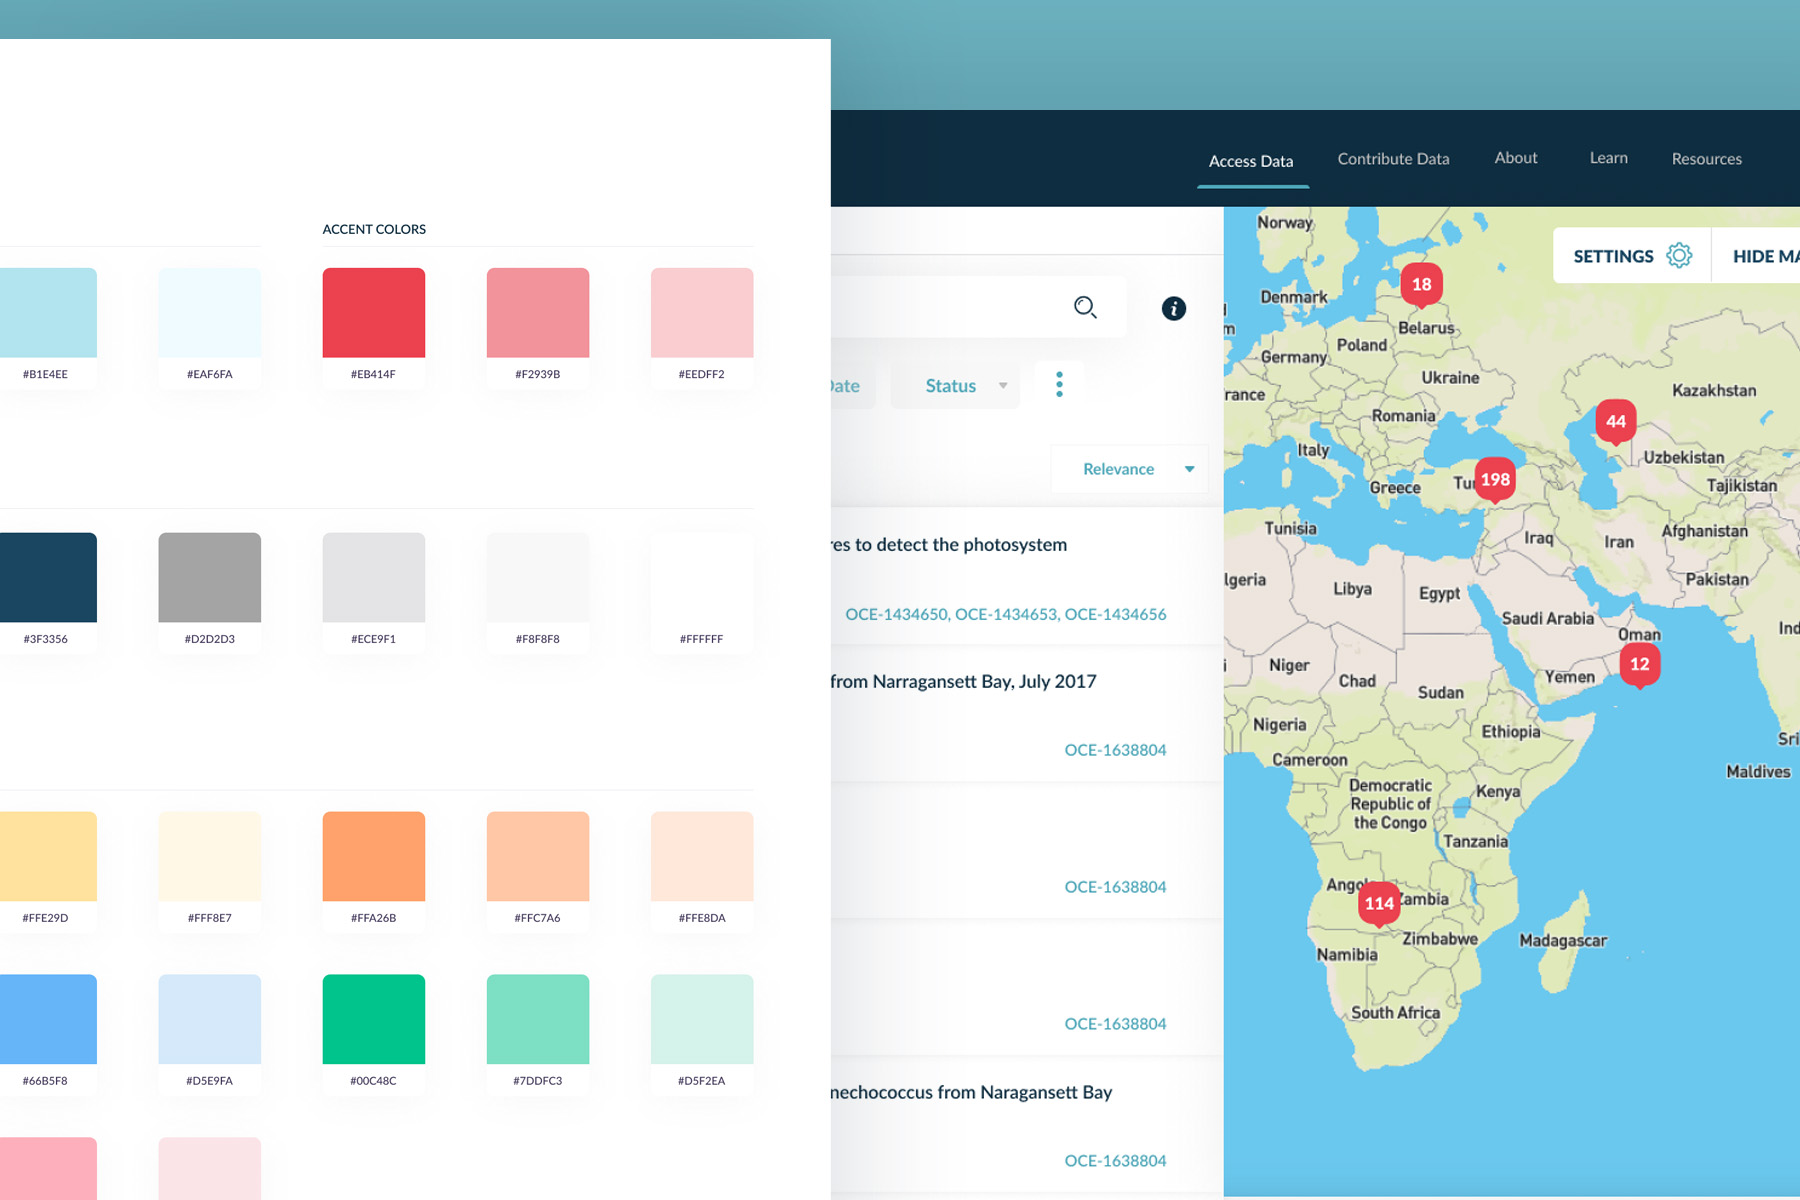 ACCENT COLORS
#B1E4EE
#EAF6FA
#EB414F
#F2939B
#EEDFF2
#3F3356
#D2D2D3
#ECE9F1
#F8F8F8
#FFFFFF
#FFE29D
#FFF8E7
#FFA26B
#FFC7A6
#FFE8DA
#66B5F8
#D5E9FA
#00C48C
#7DDFC3
#D5F2EA
Access Data
Contribute Data
About
Learn
Resources
Date
Status
Relevance
res to detect the photosystem
OCE-1434650, OCE-1434653, OCE-1434656
from Narragansett Bay, July 2017
OCE-1638804
OCE-1638804
OCE-1638804
nechococcus from Naragansett Bay
OCE-1638804
SETTINGS
HIDE MA
Norway
18
Denmark
m
Belarus
Poland
Germany
Ukraine
Kazakhstan
rance
Romania
44
Italy
Uzbekistan
198
Tu
Greece
Tajikistan
Tunisia
Afghanistan
Iraq
Iran
lgeria
Libya
Egypt
Pakistan
Saudi Arabia
Ind
Oman
Niger
12
Chad
Yemen
Sudan
Nigeria
Ethiopia
Sri
Cameroon
Maldives
Democratic
Republic of
the Congo
Kenya
Tanzania
Ango
114
Zambia
Zimbabwe
Madagascar
Namibia
South Africa